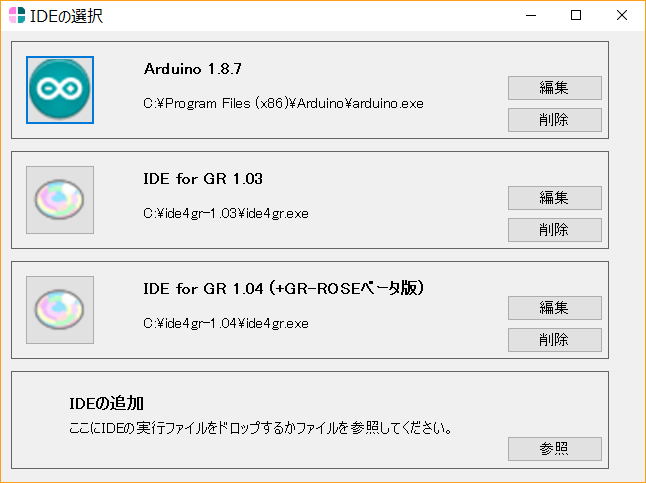 IDEの選択
Arduino 1.8.7
C:¥Program Files (x86)¥Arduino¥arduino.exe
編集
削除
IDE for GR 1.03
C:¥ide4gr-1.03¥ide4gr.exe
編集
削除
IDE for GR 1.04 (+GR-ROSEベータ版)
C:¥ide4gr-1.04¥ide4gr.exe
編集
削除
IDEの追加
ここにIDEの実行ファイルをドロップするかファイルを参照してください。
参照